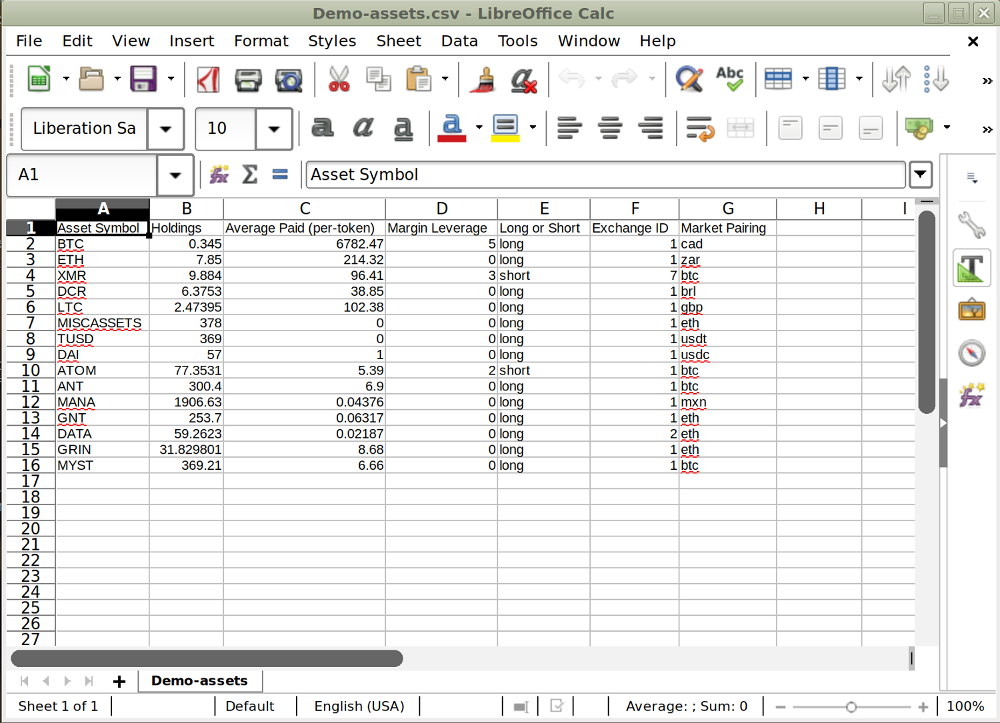 Demo-assets.csv - LibreOffice Calc
File Edit View Insert Format Styles Sheet Data Tools Window Help
Abc
Liberation Sa 10 a a a a
A1 fx Σ = Asset Symbol
A B C D E F G H I
1 Asset Symbol Holdings Average Paid (per-token) Margin Leverage Long or Short Exchange ID Market Pairing
2 BTC 0.345 6782.47 5 long 1 cad
3 ETH 7.85 214.32 0 long 1 zar
4 XMR 9.884 96.41 3 short 7 btc
5 DCR 6.3753 38.85 0 long 1 brl
6 LTC 2.47395 102.38 0 long 1 gbp
7 MISCASSETS 378 0 0 long 1 eth
8 TUSD 369 0 0 long 1 usdt
9 DAI 57 1 0 long 1 usdc
10 ATOM 77.3531 5.39 2 short 1 btc
11 ANT 300.4 6.9 0 long 1 btc
12 MANA 1906.63 0.04376 0 long 1 mxn
13 GNT 253.7 0.06317 0 long 1 eth
14 DATA 59.2623 0.02187 0 long 2 eth
15 GRIN 31.829801 8.68 0 long 1 eth
16 MYST 369.21 6.66 0 long 1 btc
17
18
19
20
21
22
23
24
25
26
27
Demo-assets
Sheet 1 of 1 Default English (USA) Average: ; Sum: 0 100%